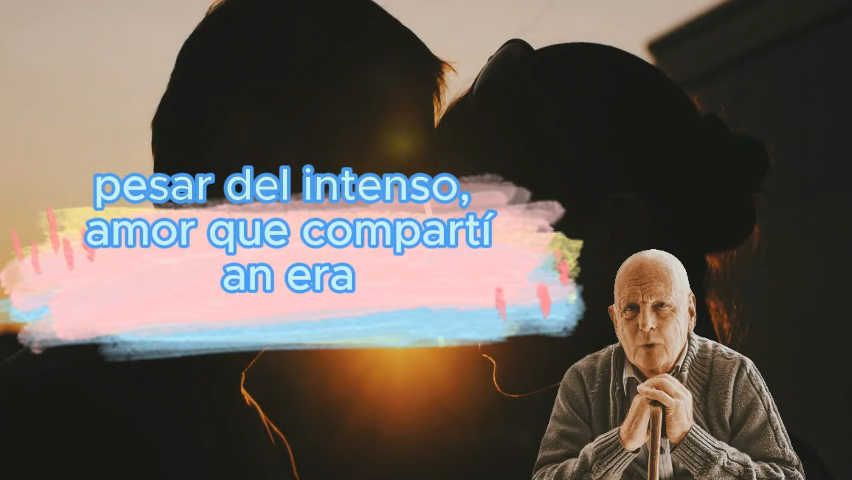 pesar del intenso,
amor que compartí
an era